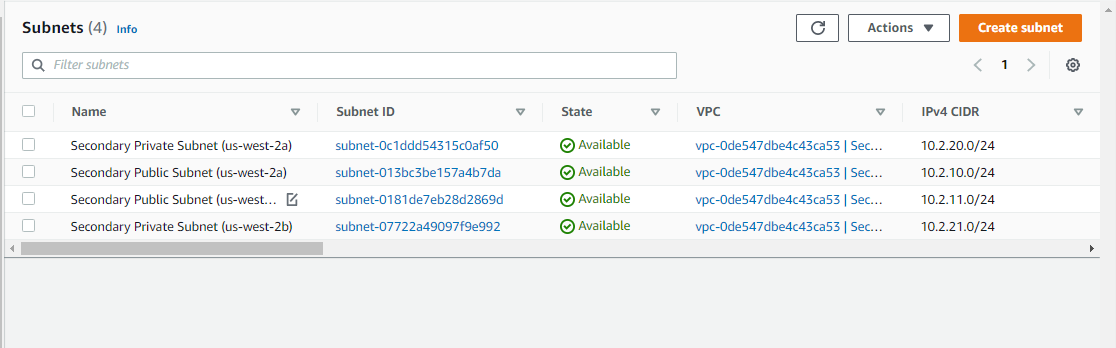 Subnets (4) Info
Actions
Create subnet
Filter subnets
1
Name Subnet ID State VPC IPv4 CIDR
Secondary Private Subnet (us-west-2a) subnet-0c1ddd54315c0af50 Available vpc-0de547dbe4c43ca53 | Sec... 10.2.20.0/24
Secondary Public Subnet (us-west-2a) subnet-013bc3be157a4b7da Available vpc-0de547dbe4c43ca53 | Sec... 10.2.10.0/24
Secondary Public Subnet (us-west... subnet-0181de7eb28d2869d Available vpc-0de547dbe4c43ca53 | Sec... 10.2.11.0/24
Secondary Private Subnet (us-west-2b) subnet-07722a49097f9e992 Available vpc-0de547dbe4c43ca53 | Sec... 10.2.21.0/24